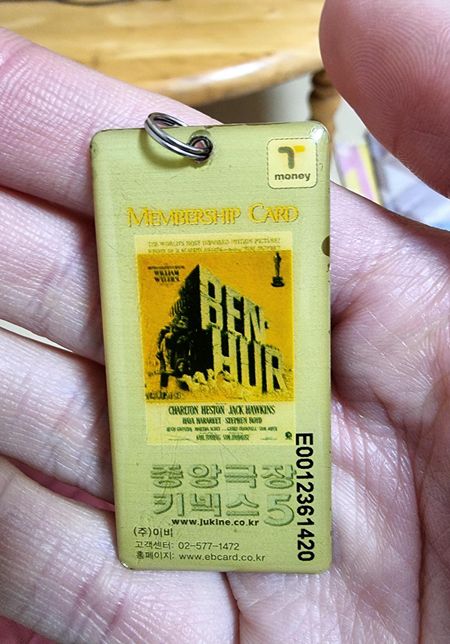 T
money
MEMBERSHIP CARD
THE WORLD'S MOST HONORED MOTION PICTURE!
WILLIAM
WYLER'S
BEN-
HUR
CHARLTON HESTON JACK HAWKINS
HAYA HARAREET STEPHEN BOYD
중앙극장
키넥스 5
www.jukine.co.kr
(주)이비
고객센터: 02-577-1472
홈페이지: www.ebcard.co.kr
E0012361420